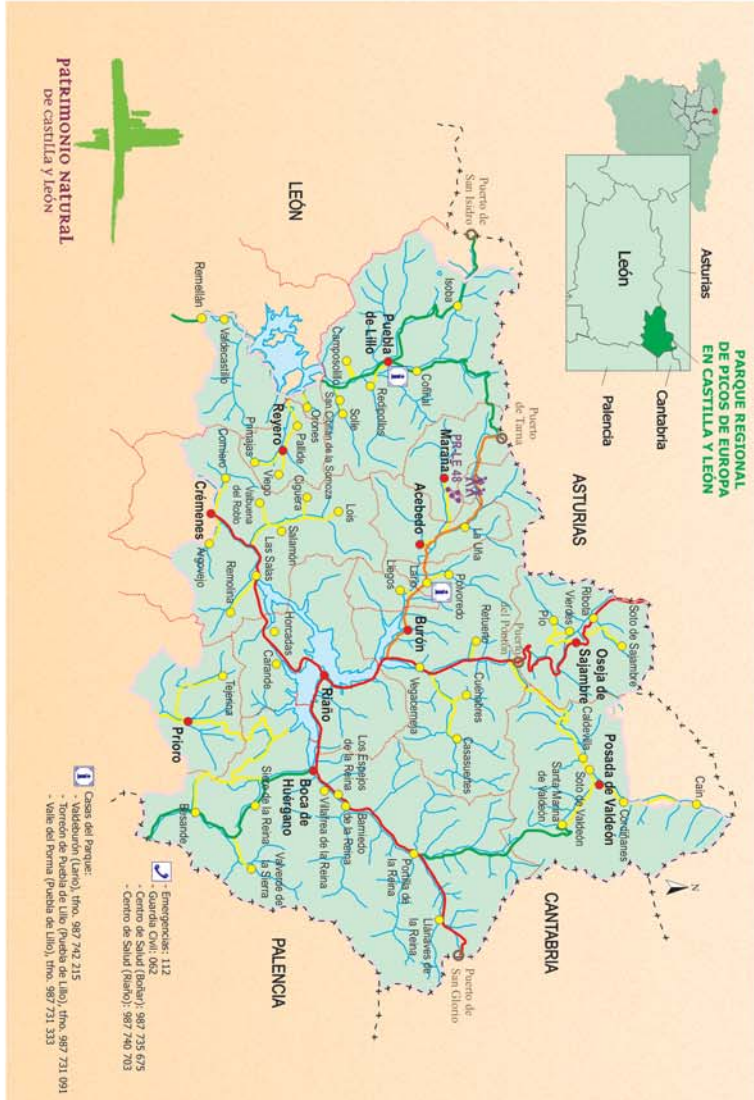 PARQUE REGIONAL
DE PICOS DE EUROPA
EN CASTILLA Y LEÓN
Asturias
Cantabria
León
Palencia
PATRIMONIO NATURAL
DE CASTILLA Y LEÓN
N
ASTURIAS
CANTABRIA
LEÓN
PALENCIA
Puerto de
San Isidro
Puerto
de Tarna
Puerto
del Pontón
Puerto de
San Glorio
Soto de Sajambre
Ribota
Vierdes
Pío
Oseja de
Sajambre
Caín
Cordiñanes
Posada de Valdeón
Caldevilla
Soto de Valdeón
Santa Marina
de Valdeón
Isoba
Cofiñal
Puebla
de Lillo
i
Redipollos
Camposolillo
Solle
San Cibrián de la Somoza
Orones
PR-LE 48
Maraña
Acebedo
La Uña
Lario
i
Polvoredo
Liegos
Burón
Retuerto
Cuénabres
Vegacerneja
Casasuertes
Reyero
Pallide
Viego
Primajas
Ciguera
Lois
Salamón
Valbuena
del Roblo
Corniero
Las Salas
Crémenes
Argovejo
Remolina
Horcadas
Carande
Riaño
Valdecastillo
Remellán
Tejerina
Prioro
Los Espejos
de la Reina
Barniedo
de la Reina
Villafrea de la Reina
Boca de
Huérgano
Siero de la Reina
Valverde de
la Sierra
Besande
Portilla de
la Reina
Llánaves de
la Reina
- Emergencias: 112
- Guardia Civil: 062
- Centro de Salud (Boñar): 987 735 675
- Centro de Salud (Riaño): 987 740 703
i Casas del Parque:
- Valdeburón (Lario), tfno. 987 742 215
- Torreón de Puebla de Lillo (Puebla de Lillo), tfno. 987 731 091
- Valle del Porma (Puebla de Lillo), tfno. 987 731 333